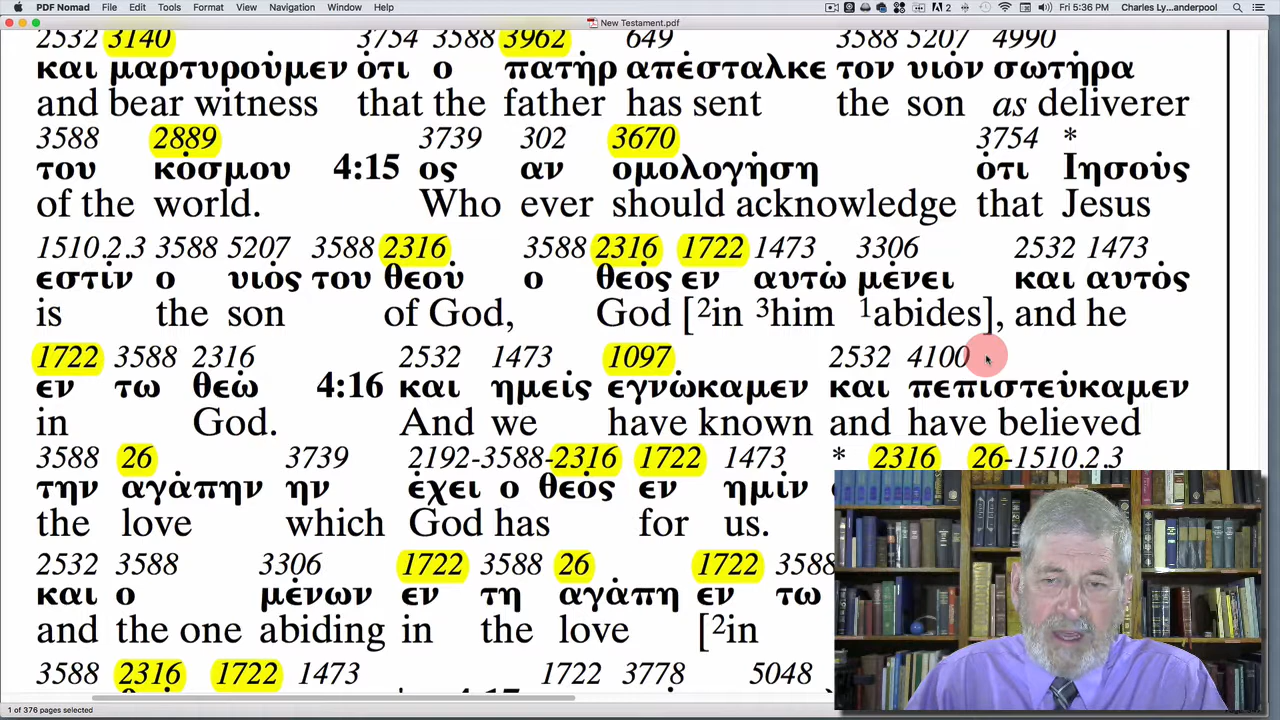 PDF Nomad File Edit Tools Format View Navigation Window Help A 2 Fri 5:36 PM Charles Ly...anderpool
New Testament.pdf
2532 3140 3754 3588 3962 649 3588 5207 4990
και μαρτυρούμεν ότι ο πατήρ απέσταλκε τον υιόν σωτήρα
and bear witness that the father has sent the son as deliverer
3588 2889 3739 302 3670 3754 *
του κόσμου 4:15 ος αν ομολογήση ότι Ιησούς
of the world. Who ever should acknowledge that Jesus
1510.2.3 3588 5207 3588 2316 3588 2316 1722 1473 3306 2532 1473
εστίν ο υιός του θεού ο θεός εν αυτώ μένει και αυτός
is the son of God, God [²in ³him ¹abides], and he
1722 3588 2316 2532 1473 1097 2532 4100
εν τω θεώ 4:16 και ημείς εγνώκαμεν και πεπιστεύκαμεν
in God. And we have known and have believed
3588 26 3739 2192-3588-2316 1722 1473 * 2316 26-1510.2.3
την αγάπην ην έχει ο θεός εν ημίν
the love which God has for us.
2532 3588 3306 1722 3588 26 1722 3588
και ο μένων εν τη αγάπη εν τω
and the one abiding in the love [²in
3588 2316 1722 1473 1722 3778 5048
4:17
1 of 376 pages selected